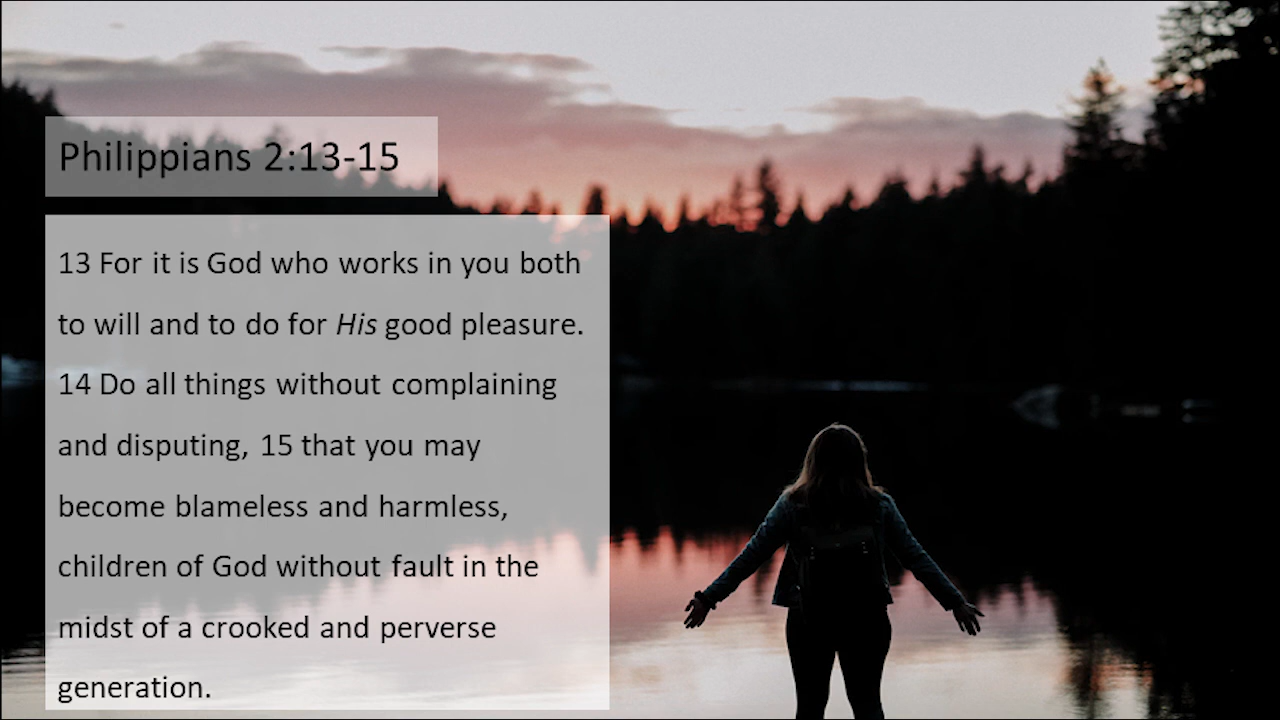 Philippians 2:13-15
13 For it is God who works in you both
to will and to do for His good pleasure.
14 Do all things without complaining
and disputing, 15 that you may
become blameless and harmless,
children of God without fault in the
midst of a crooked and perverse
generation.